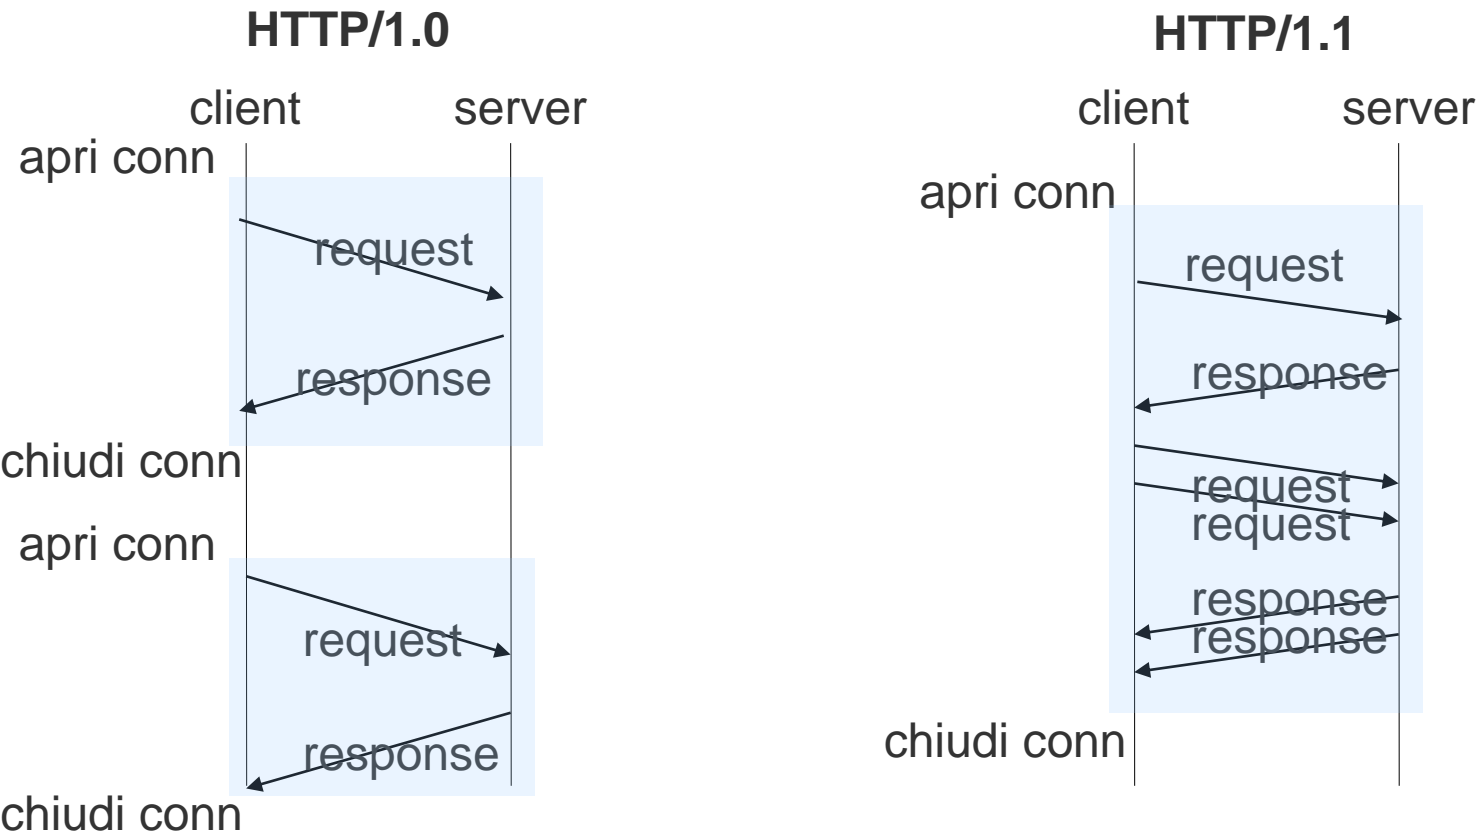 HTTP/1.0
client server
apri conn
request
response
chiudi conn
apri conn
request
response
chiudi conn
HTTP/1.1
client server
apri conn
request
response
request
request
response
response
chiudi conn